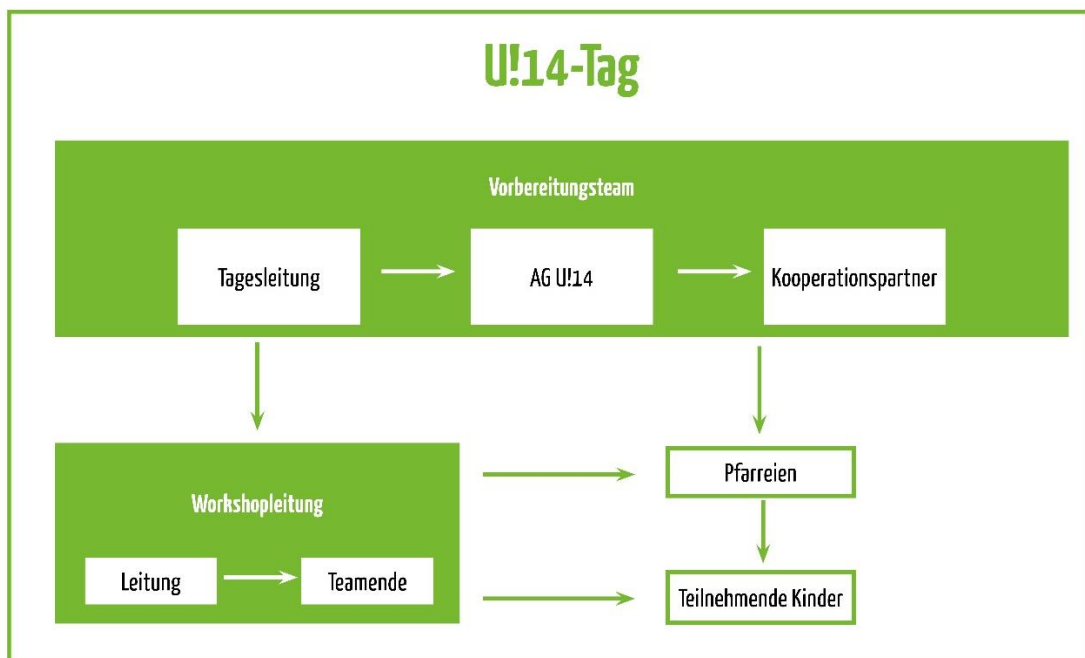 U!14-Tag
Vorbereitungsteam
Tagesleitung
AG U!14
Kooperationspartner
Workshopleitung
Leitung
Teamende
Pfarreien
Teilnehmende Kinder